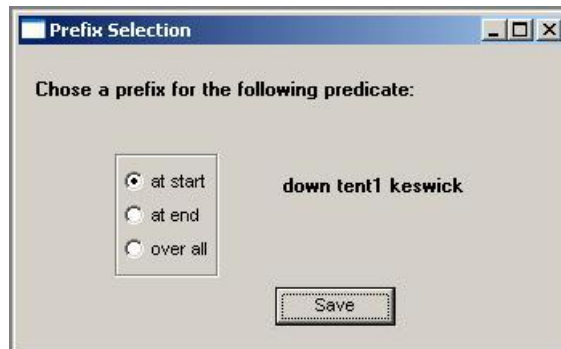 Prefix Selection
Chose a prefix for the following predicate:
at start
down tent1 keswick
at end
over all
Save